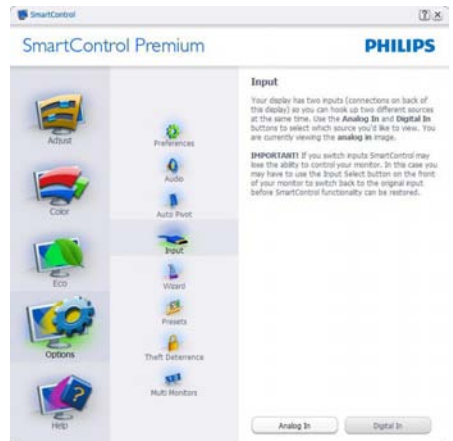 SmartControl
SmartControl Premium
PHILIPS
Adjust
Color
Eco
Options
Help
Preferences
Audio
Auto Pivot
Input
Wizard
Presets
Theft Deterrence
Multi Monitors
Input
Your display has two inputs (connections on back of
this display) so you can hook up two different sources
at the same time. Use the Analog In and Digital In
buttons to select which source you'd like to view. You
are currently viewing the analog in image.
IMPORTANT! If you switch inputs SmartControl may
lose the ability to control your monitor. In this case you
may have to use the Input Select button on the front
of your monitor to switch back to the original input
before SmartControl functionality can be restored.
Analog In
Digital In